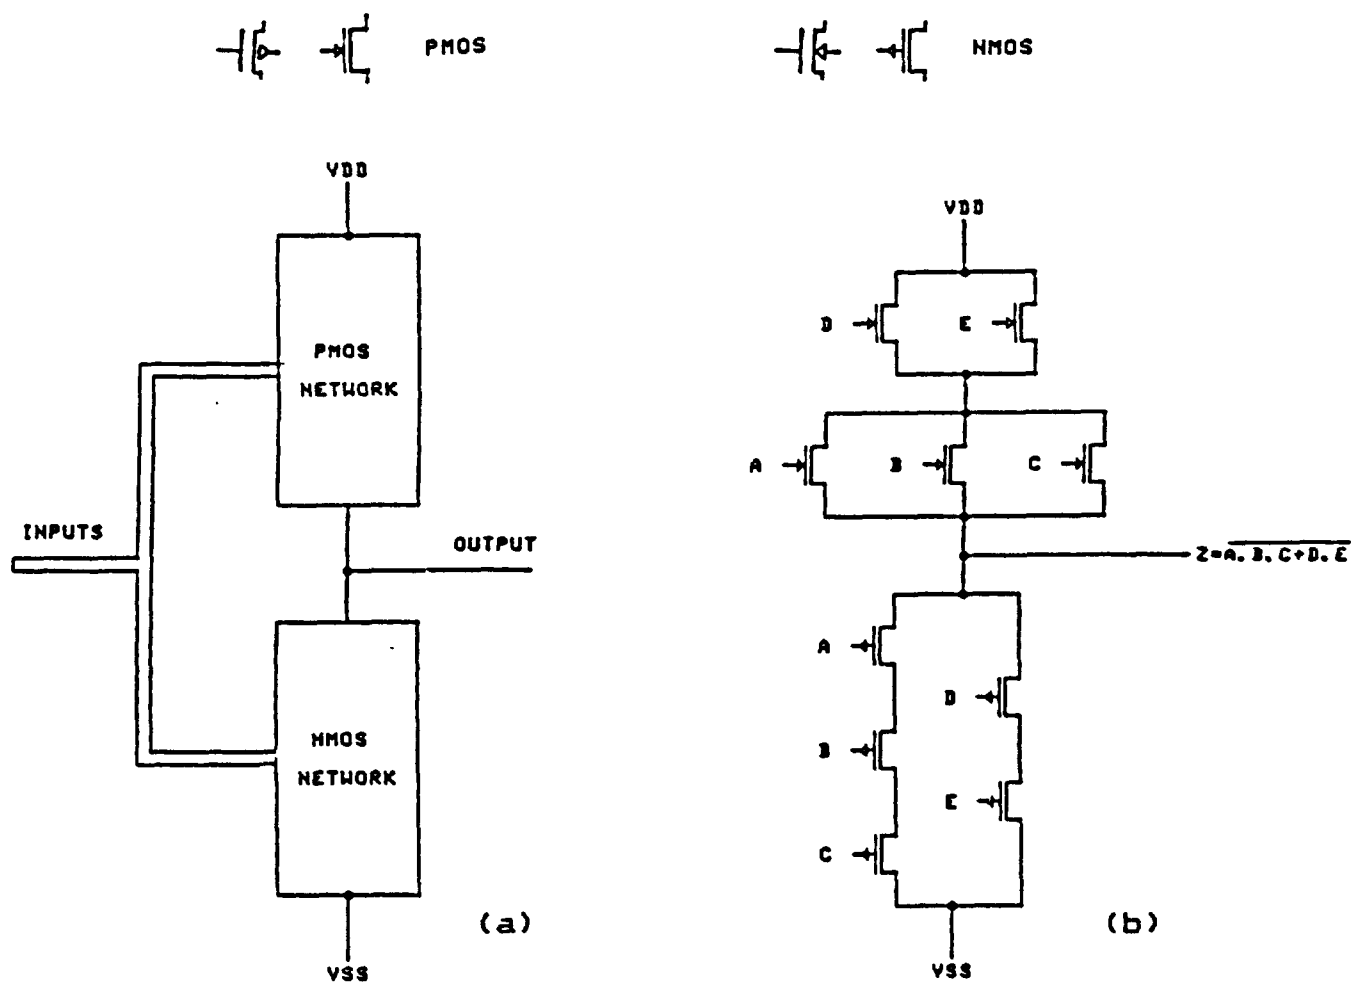 PMOS
NMOS
VDD
PMOS
NETWORK
INPUTS
OUTPUT
NMOS
NETWORK
VSS
(a)
VDD
D
E
A
B
C
Z=A.B.C+D.E
A
D
B
E
C
VSS
(b)